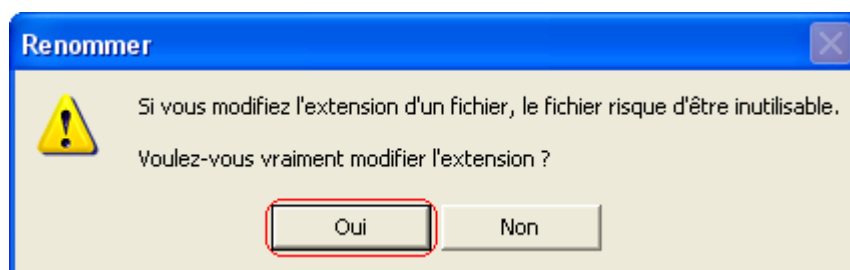 Renommer
Si vous modifiez l'extension d'un fichier, le fichier risque d'être inutilisable.
Voulez-vous vraiment modifier l'extension ?
Oui
Non